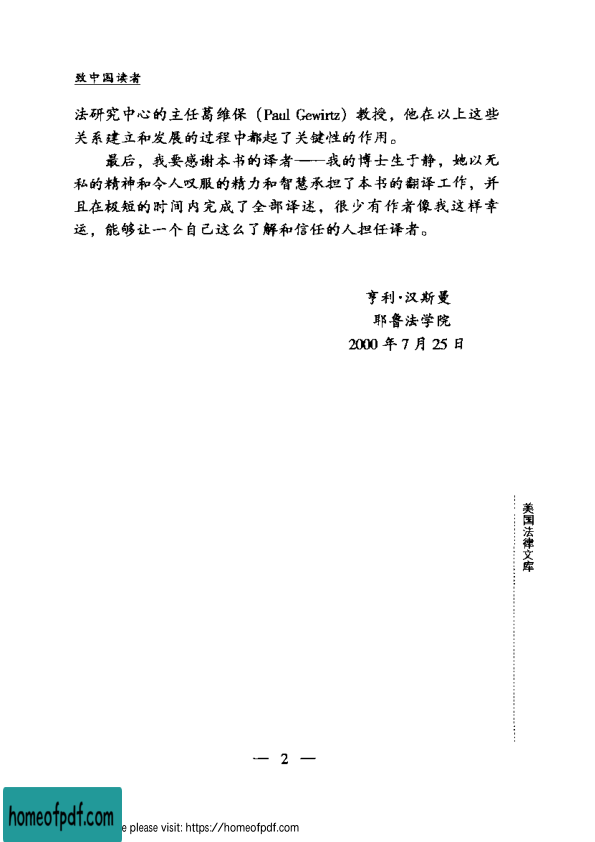 致中国读者
法研究中心的主任葛维保（Paul Gewirtz）教授，他在以上这些
关系建立和发展的过程中都起了关键性的作用。
最后，我要感谢本书的译者——我的博士生于静，她以无
私的精神和令人叹服的精力和智慧承担了本书的翻译工作，并
且在极短的时间内完成了全部译述，很少有作者像我这样幸
运，能够让一个自己这么了解和信任的人担任译者。
亨利·汉斯曼
耶鲁法学院
2000 年 7 月 25 日
美国法律文库
— 2 —
homeofpdf.com
e please visit: https://homeofpdf.com